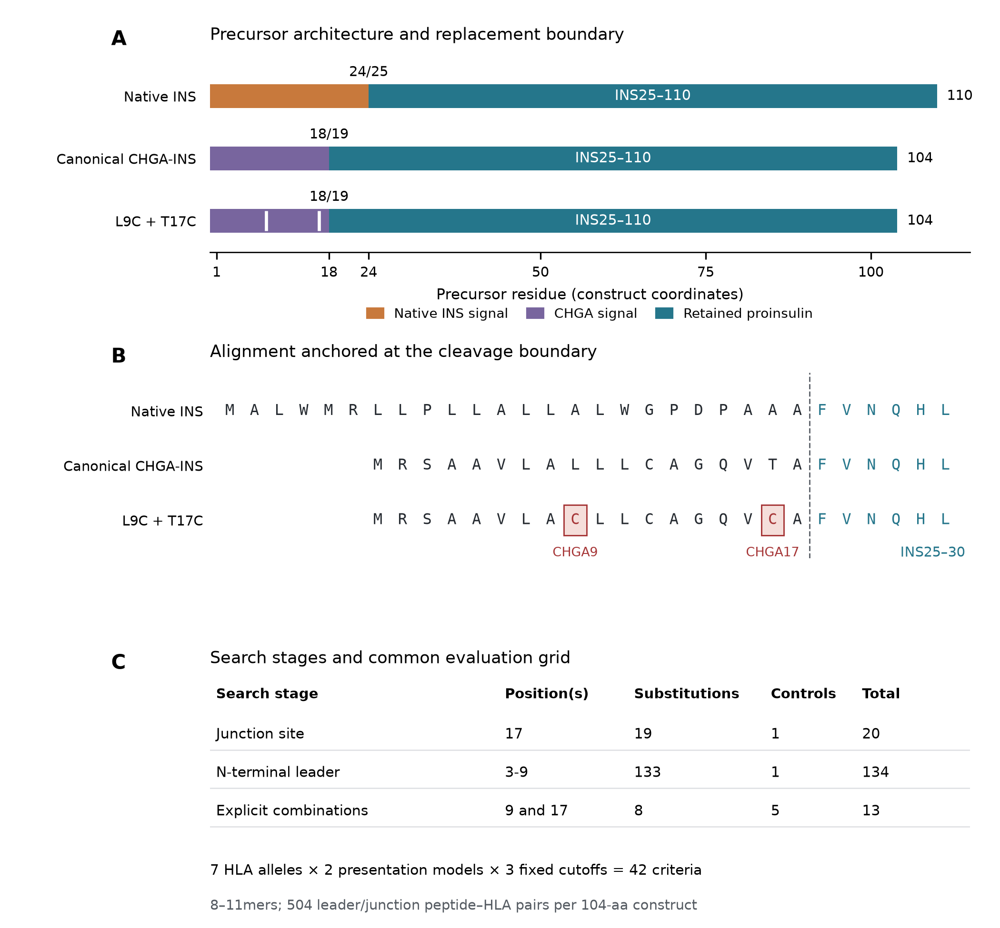 A Precursor architecture and replacement boundary
24/25
Native INS INS25–110 110
18/19
Canonical CHGA-INS INS25–110 104
18/19
L9C + T17C INS25–110 104
1 18 24 50 75 100
Precursor residue (construct coordinates)
Native INS signal CHGA signal Retained proinsulin
B Alignment anchored at the cleavage boundary
Native INS M A L W M R L L P L L A L L A L W G P D P A A A F V N Q H L
Canonical CHGA-INS M R S A A V L A L L L C A G Q V T A F V N Q H L
L9C + T17C M R S A A V L A C L L C A G Q V C A F V N Q H L
CHGA9 CHGA17 INS25–30
C Search stages and common evaluation grid
Search stage Position(s) Substitutions Controls Total
Junction site 17 19 1 20
N-terminal leader 3-9 133 1 134
Explicit combinations 9 and 17 8 5 13
7 HLA alleles × 2 presentation models × 3 fixed cutoffs = 42 criteria
8–11mers; 504 leader/junction peptide–HLA pairs per 104-aa construct